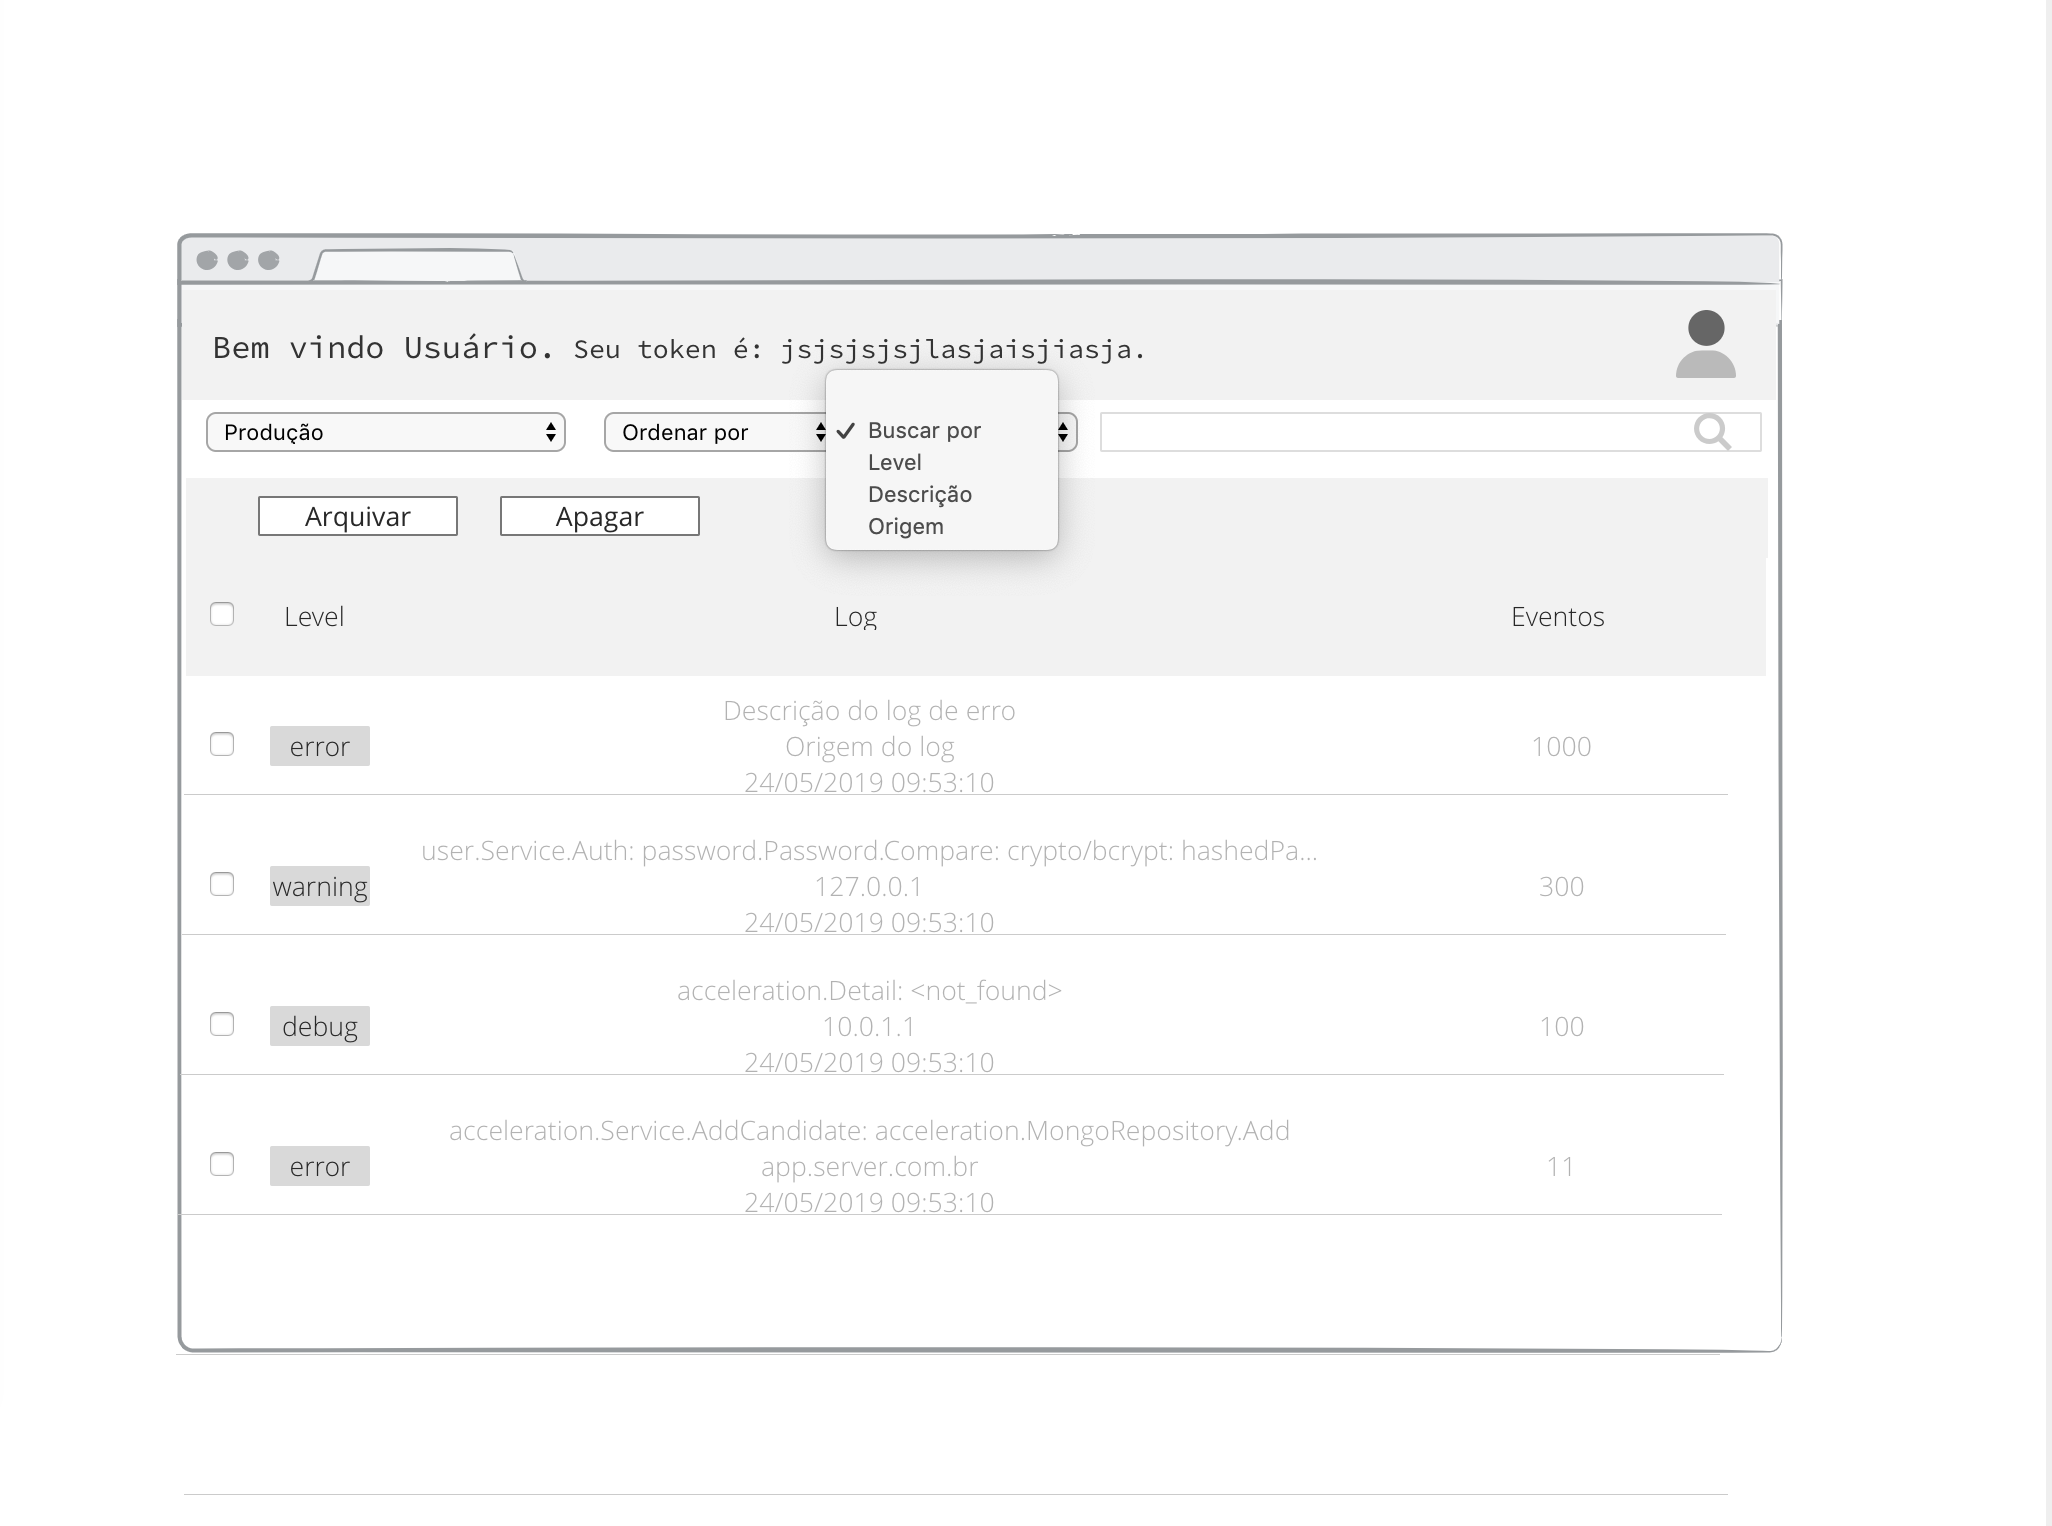 Bem vindo Usuário. Seu token é: jsjsjsjsjlasjaisjiasja.
Produção
Ordenar por
Buscar por
Level
Descrição
Origem
Arquivar
Apagar
Level
Log
Eventos
Descrição do log de erro
error
Origem do log
1000
24/05/2019 09:53:10
user.Service.Auth: password.Password.Compare: crypto/bcrypt: hashedPa...
warning
127.0.0.1
300
24/05/2019 09:53:10
acceleration.Detail: <not_found>
debug
10.0.1.1
100
24/05/2019 09:53:10
acceleration.Service.AddCandidate: acceleration.MongoRepository.Add
error
app.server.com.br
11
24/05/2019 09:53:10